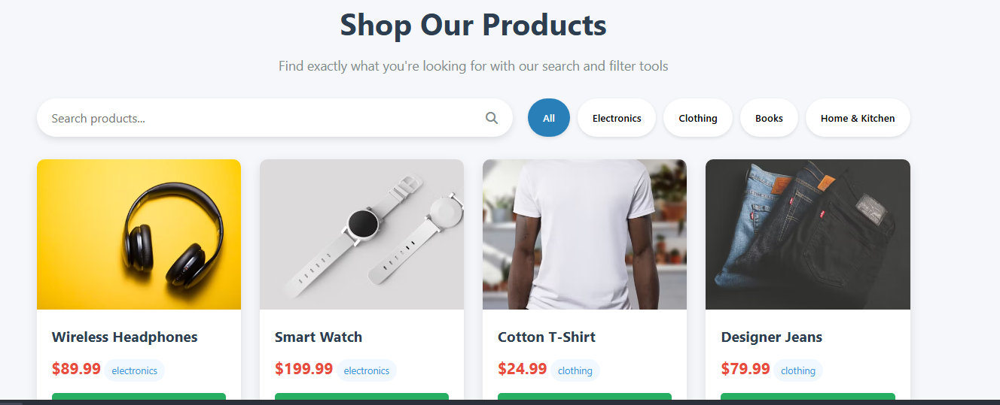 Shop Our Products
Find exactly what you're looking for with our search and filter tools
Search products...
All
Electronics
Clothing
Books
Home & Kitchen
Wireless Headphones
Smart Watch
Cotton T-Shirt
Designer Jeans
$89.99 electronics
$199.99 electronics
$24.99 clothing
$79.99 clothing